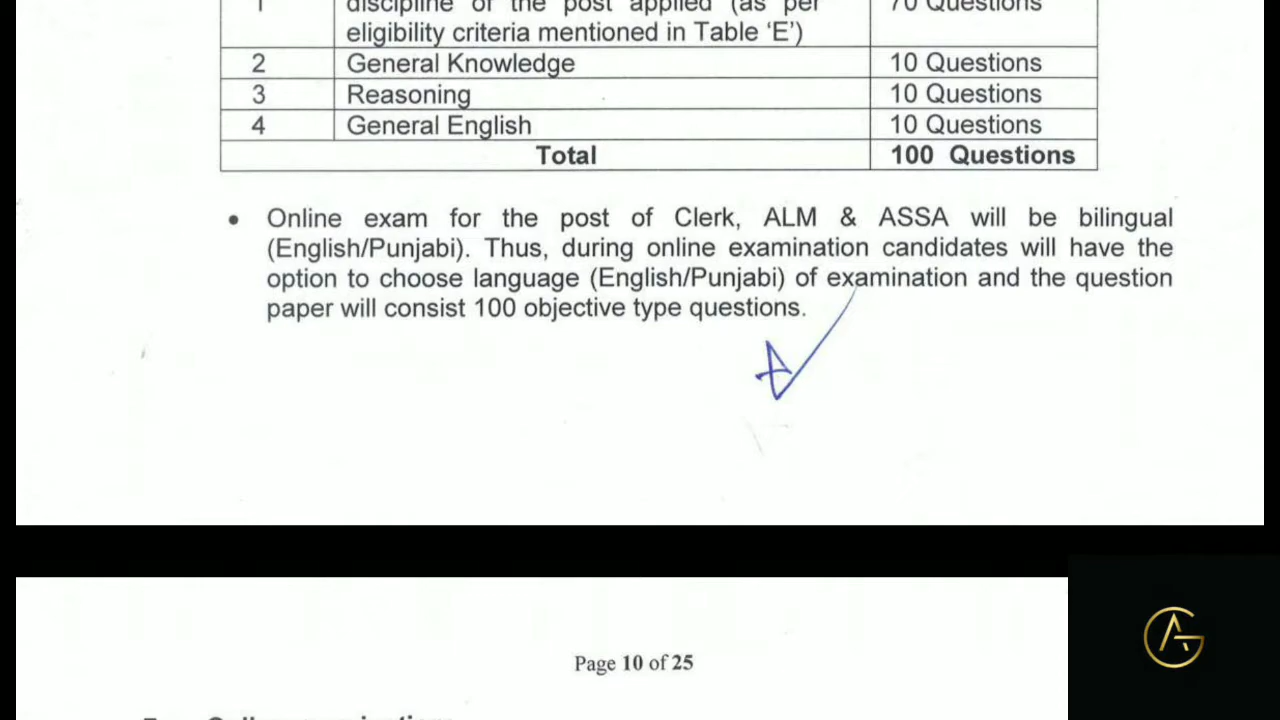 1 discipline of the post applied (as per 70 Questions
eligibility criteria mentioned in Table 'E')
2 General Knowledge 10 Questions
3 Reasoning 10 Questions
4 General English 10 Questions
Total 100 Questions
• Online exam for the post of Clerk, ALM & ASSA will be bilingual
(English/Punjabi). Thus, during online examination candidates will have the
option to choose language (English/Punjabi) of examination and the question
paper will consist 100 objective type questions.
Page 10 of 25